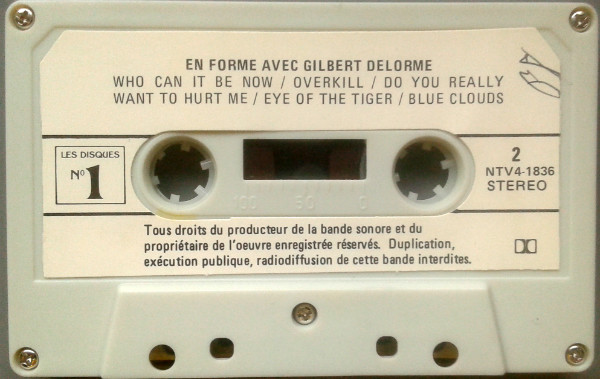 EN FORME AVEC GILBERT DELORME
WHO CAN IT BE NOW / OVERKILL / DO YOU REALLY
WANT TO HURT ME / EYE OF THE TIGER / BLUE CLOUDS
LES DISQUES
Nº 1
2
NTV4-1836
STEREO
100 50 0
Tous droits du producteur de la bande sonore et du
propriétaire de l'oeuvre enregistrée réservés. Duplication,
exécution publique, radiodiffusion de cette bande interdites.